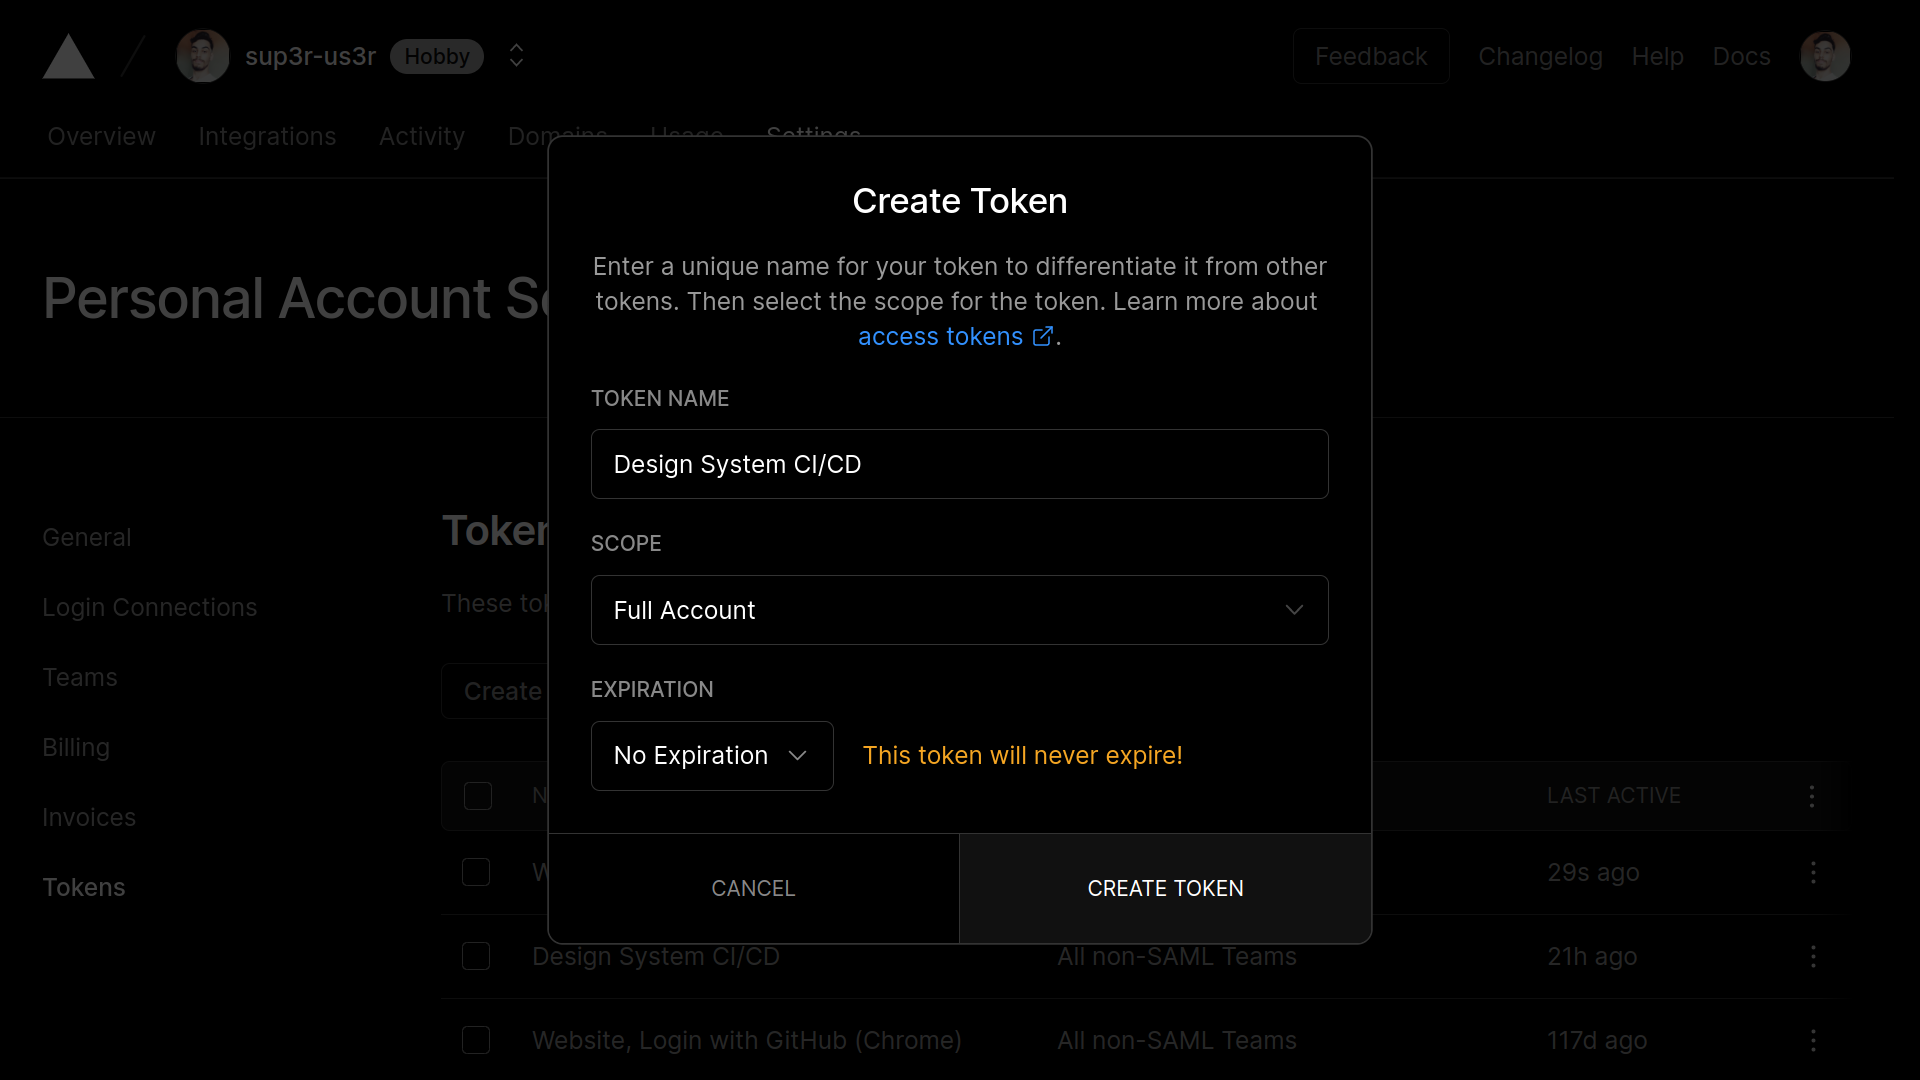 sup3r-us3r Hobby
Feedback Changelog Help Docs
Overview Integrations Activity Domains Usage Settings
Personal Account
Create Token
Enter a unique name for your token to differentiate it from other
tokens. Then select the scope for the token. Learn more about
access tokens.
TOKEN NAME
Design System CI/CD
SCOPE
Full Account
EXPIRATION
No Expiration This token will never expire!
CANCEL CREATE TOKEN
General
Login Connections
Teams
Billing
Invoices
Tokens
These
Create
LAST ACTIVE
29s ago
Design System CI/CD All non-SAML Teams 21h ago
Website, Login with GitHub (Chrome) All non-SAML Teams 117d ago